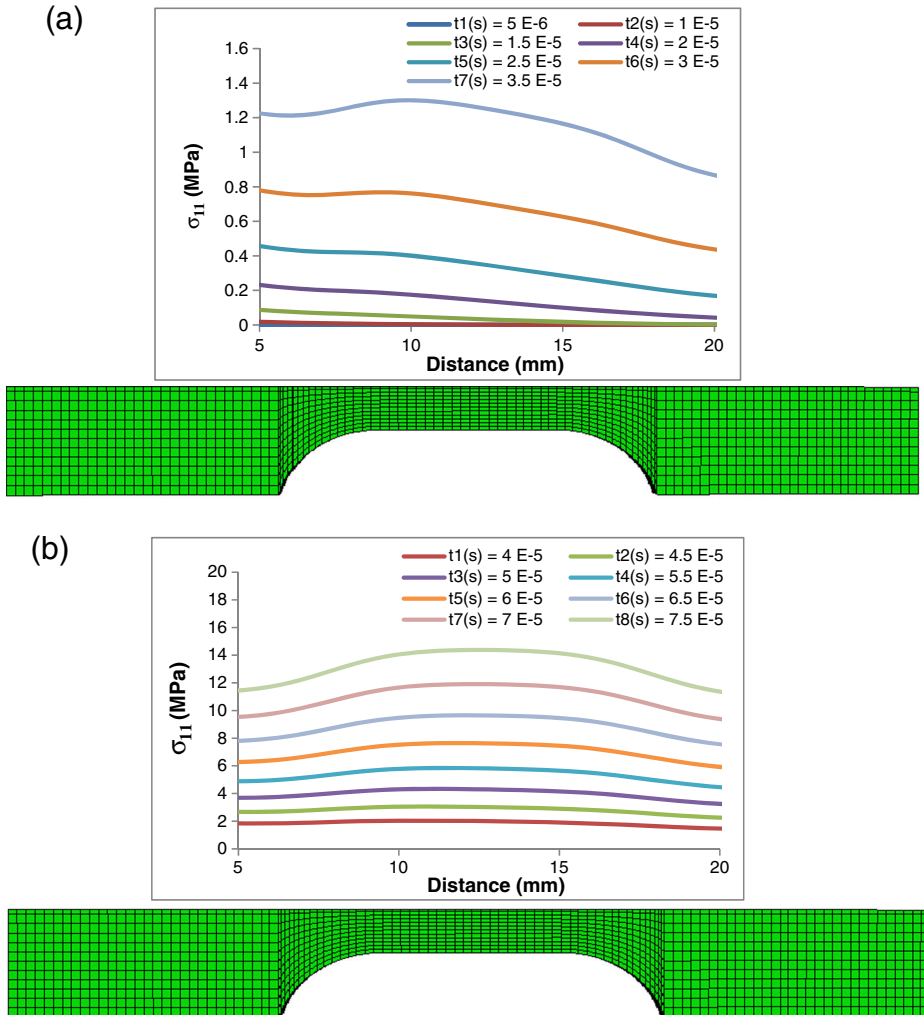 (a)
t1(s) = 5 E-6 t2(s) = 1 E-5
t3(s) = 1.5 E-5 t4(s) = 2 E-5
t5(s) = 2.5 E-5 t6(s) = 3 E-5
t7(s) = 3.5 E-5
1.6
1.4
1.2
1
0.8
0.6
0.4
0.2
0
σ11 (MPa)
5 10 15 20
Distance (mm)
(b)
t1(s) = 4 E-5 t2(s) = 4.5 E-5
t3(s) = 5 E-5 t4(s) = 5.5 E-5
t5(s) = 6 E-5 t6(s) = 6.5 E-5
t7(s) = 7 E-5 t8(s) = 7.5 E-5
20
18
16
14
12
10
8
6
4
2
0
σ11 (MPa)
5 10 15 20
Distance (mm)